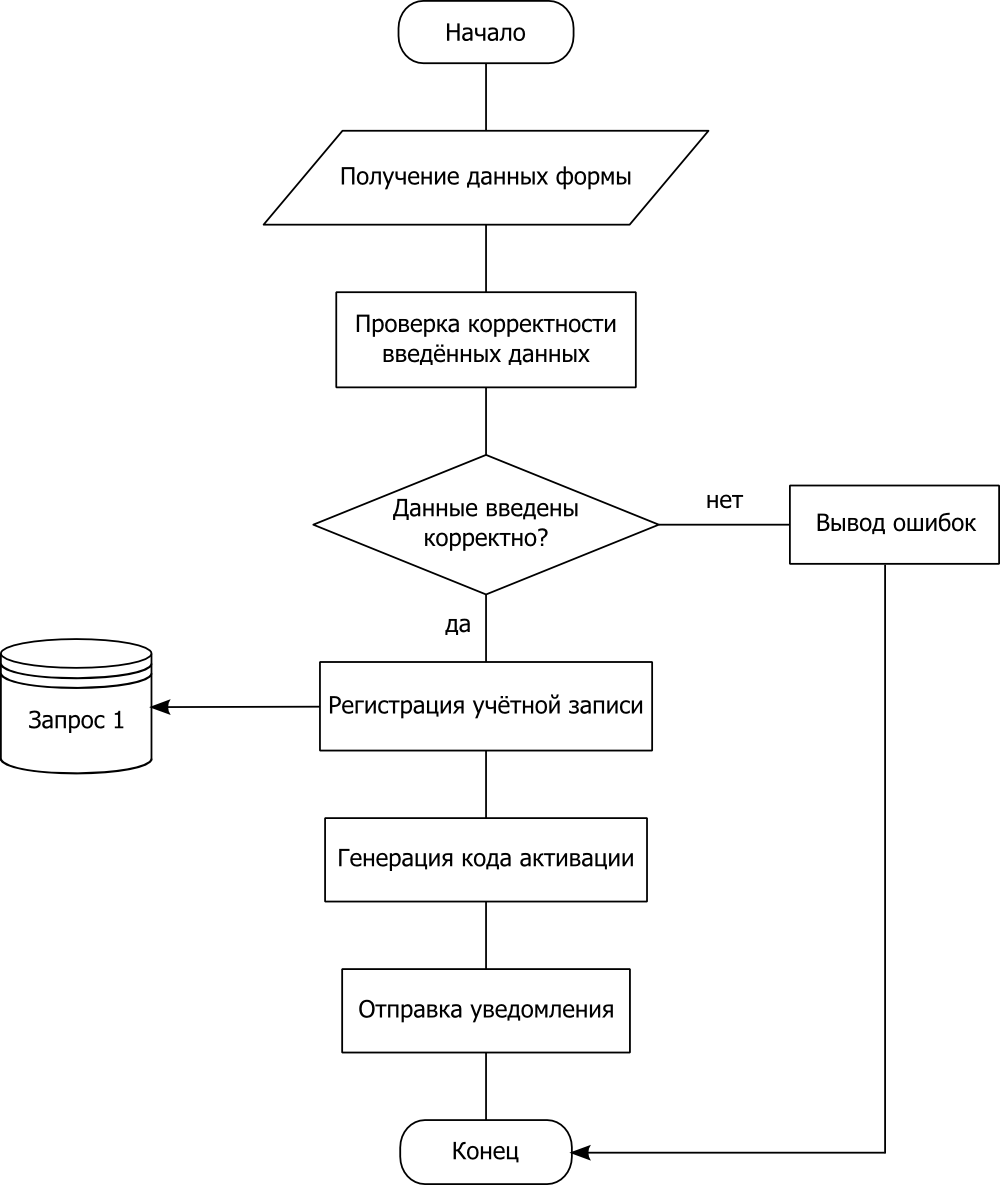 Начало
Получение данных формы
Проверка корректности
введённых данных
Данные введены
корректно?
нет
Вывод ошибок
да
Регистрация учётной записи
Запрос 1
Генерация кода активации
Отправка уведомления
Конец